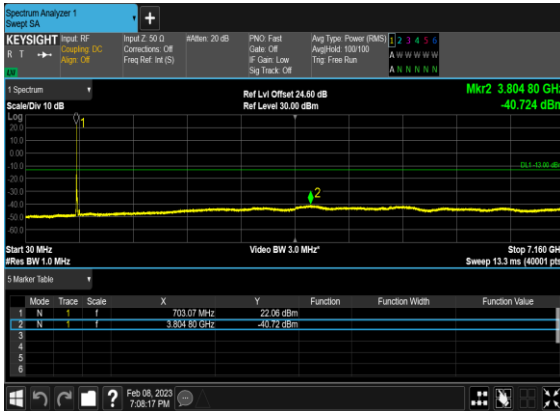 Spectrum Analyzer 1
Swept SA
KEYSIGHT Input: RF Input Z: 50 Ω #Atten: 20 dB PNO: Fast Avg Type: Power (RMS) 1 2 3 4 5 6
R T Coupling: DC Corrections: Off Gate: Off Avg|Hold: 100/100 A W W W W W
Align: Off Freq Ref: Int (S) IF Gain: Low Trig: Free Run
Sig Track: Off A N N N N N
1 Spectrum Ref Lvl Offset 24.60 dB Mkr2 3.804 80 GHz
Scale/Div 10 dB Ref Level 30.00 dBm -40.724 dBm
Log
20.0
10.0
0.00
-10.0
-20.0
-30.0
-40.0
-50.0
-60.0
1
2
DL1 -13.00 dBm
Start 30 MHz Video BW 3.0 MHz* Stop 7.160 GHz
#Res BW 1.0 MHz Sweep 13.3 ms (40001 pts)
5 Marker Table
Mode Trace Scale X Y Function Function Width Function Value
1 N 1 f 703.07 MHz 22.06 dBm
2 N 1 f 3.804 80 GHz -40.72 dBm
3
4
5
6
? Feb 08, 2023
7:08:17 PM